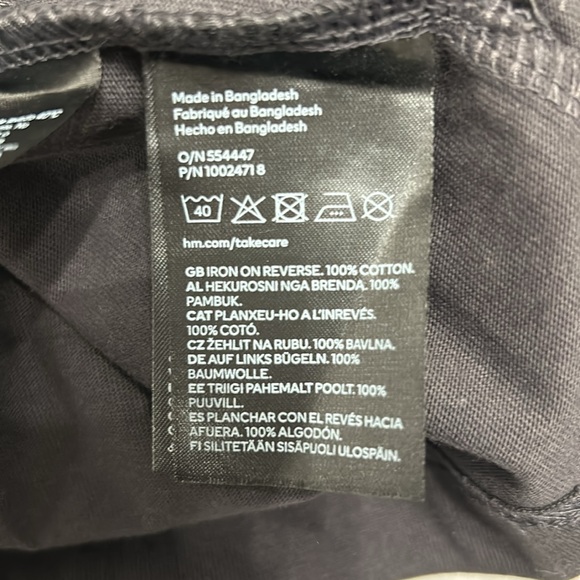 Made in Bangladesh
Fabriqué au Bangladesh
Hecho en Bangladesh
O/N 554447
P/N 10024718
40
hm.com/takecare
GB IRON ON REVERSE. 100% COTTON.
AL HEKUROSNI NGA BRENDA. 100%
PAMBUK.
CAT PLANXEU-HO A L'INREVÉS.
100% COTÓ.
CZ ŽEHLIT NA RUBU. 100% BAVLNA.
DE AUF LINKS BÜGELN. 100%
BAUMWOLLE.
EE TRIIGI PAHEMALT POOLT. 100%
PUUVILL.
ES PLANCHAR CON EL REVÉS HACIA
AFUERA. 100% ALGODÓN.
FI SILITETÄÄN SISÄPUOLI ULOSPÄIN.